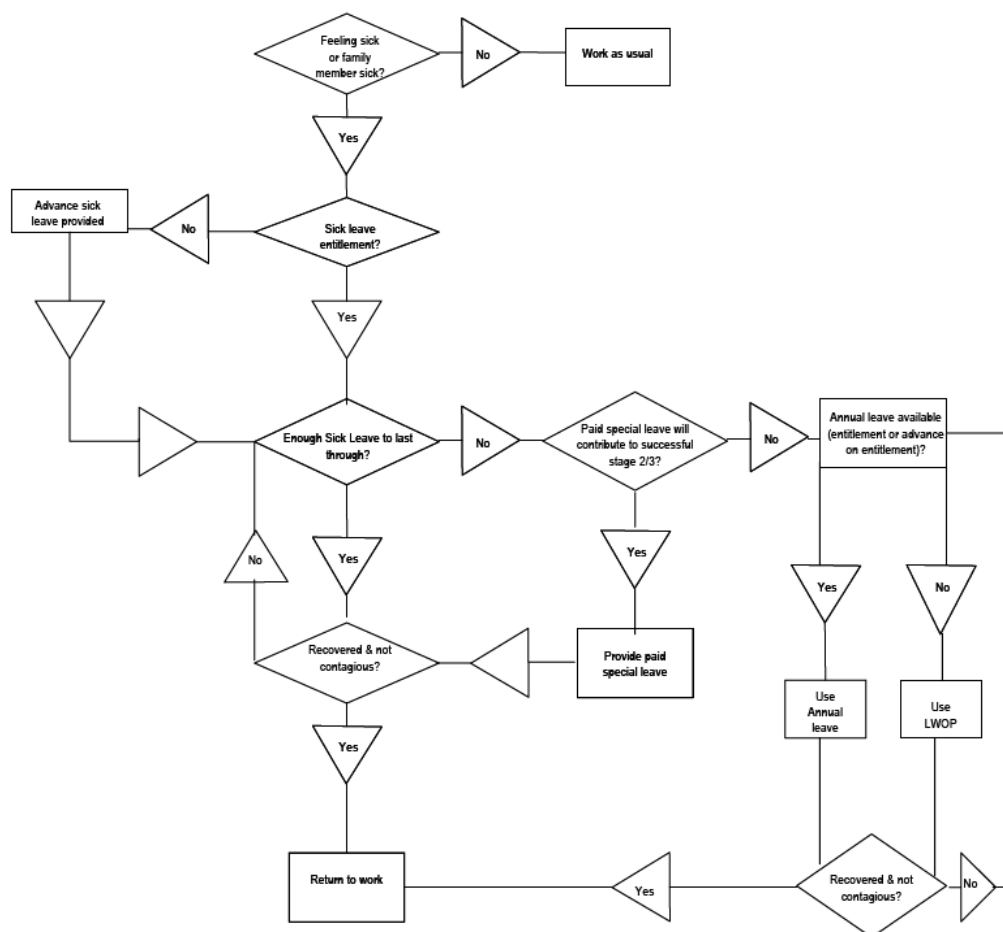 Feeling sick
or family
member sick?
No
Work as usual
Yes
Advance sick
leave provided
No
Sick leave
entitlement?
Yes
Enough Sick Leave to last
through?
No
Paid special leave will
contribute to successful
stage 2/3?
No
Annual leave available
(entitlement or advance
on entitlement)?
No
Yes
Yes
Yes
No
Recovered & not
contagious?
Provide paid
special leave
Use
Annual
leave
Use
LWOP
Yes
Return to work
Yes
Recovered & not
contagious?
No